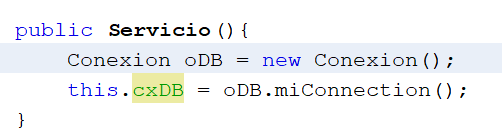 public Servicio(){
Conexion oDB = new Conexion();
this.cxDB = oDB.miConnection();
}